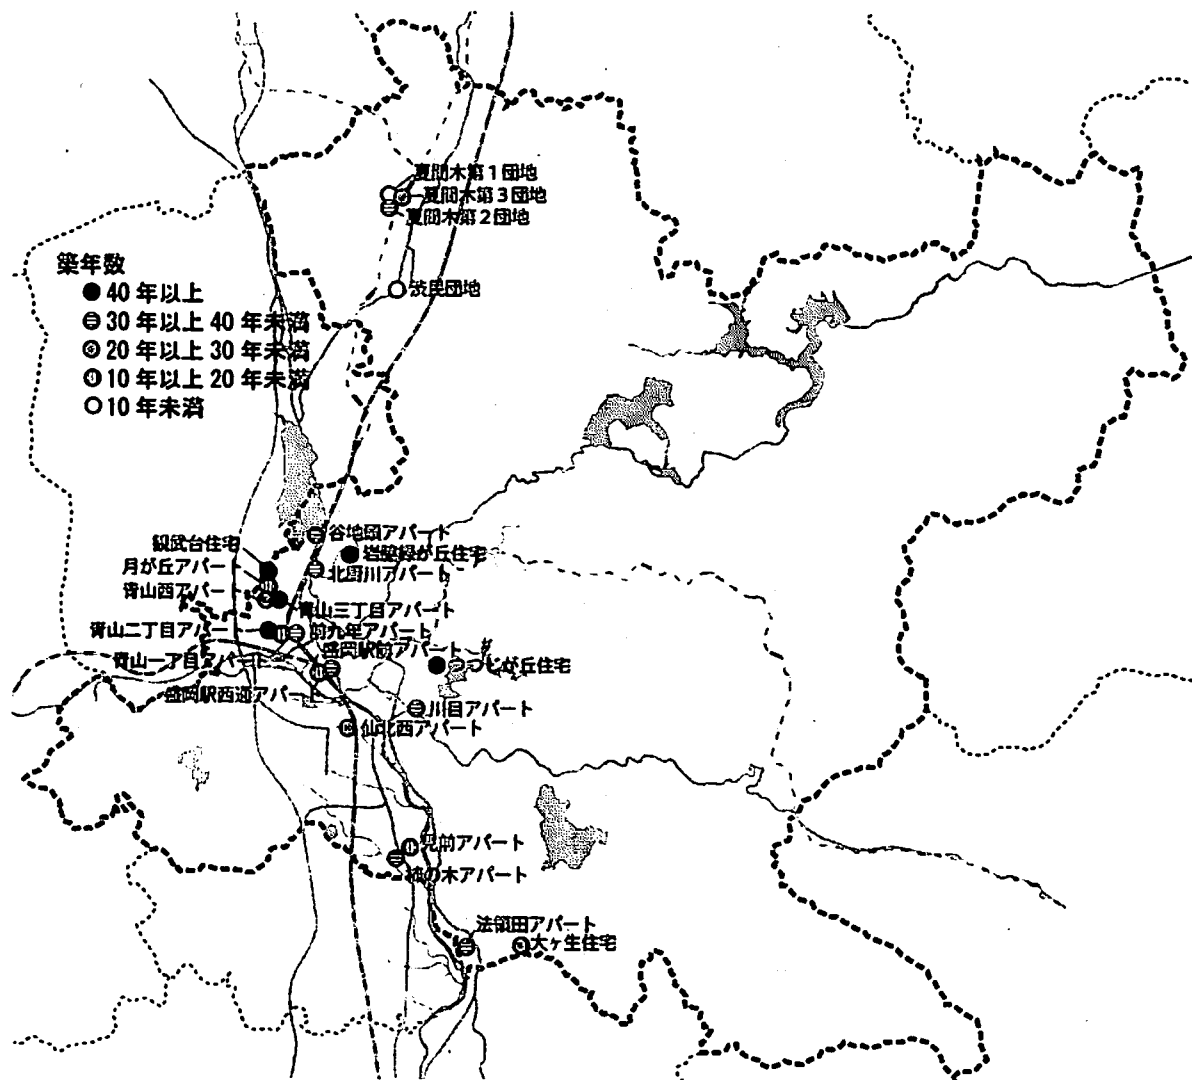 夏間木第1団地
夏間木第3団地
夏間木第2団地
渋民団地
築年数
40年以上
30年以上40年未満
20年以上30年未満
10年以上20年未満
10年未満
谷地頭アパート
岩脇緑が丘住宅
北厨川アパート
観武台住宅
月が丘アパー
青山西アパー
青山三丁目アパート
青山二丁目アパー
前九年アパート
盛岡駅前アパート
青山一丁目アパート
つつじが丘住宅
盛岡駅西通アパート
川目アパート
仙北西アパート
見前アパート
柿の木アパート
法領田アパート
大ヶ生住宅